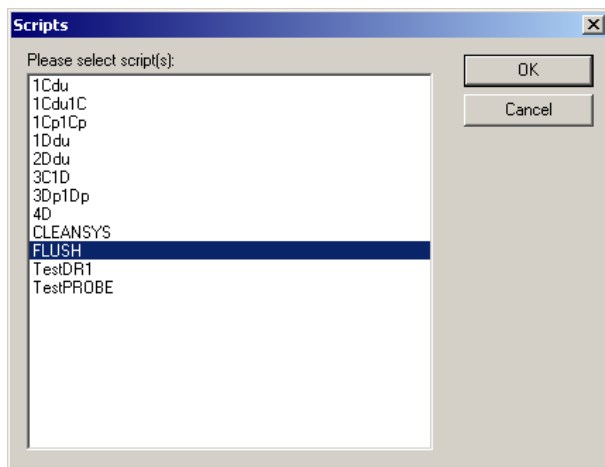 Scripts
Please select script(s):
1Cdu
1Cdu1C
1Cp1Cp
1Ddu
2Ddu
3C1D
3Dp1Dp
4D
CLEANSYS
FLUSH
TestDR1
TestPROBE
OK
Cancel